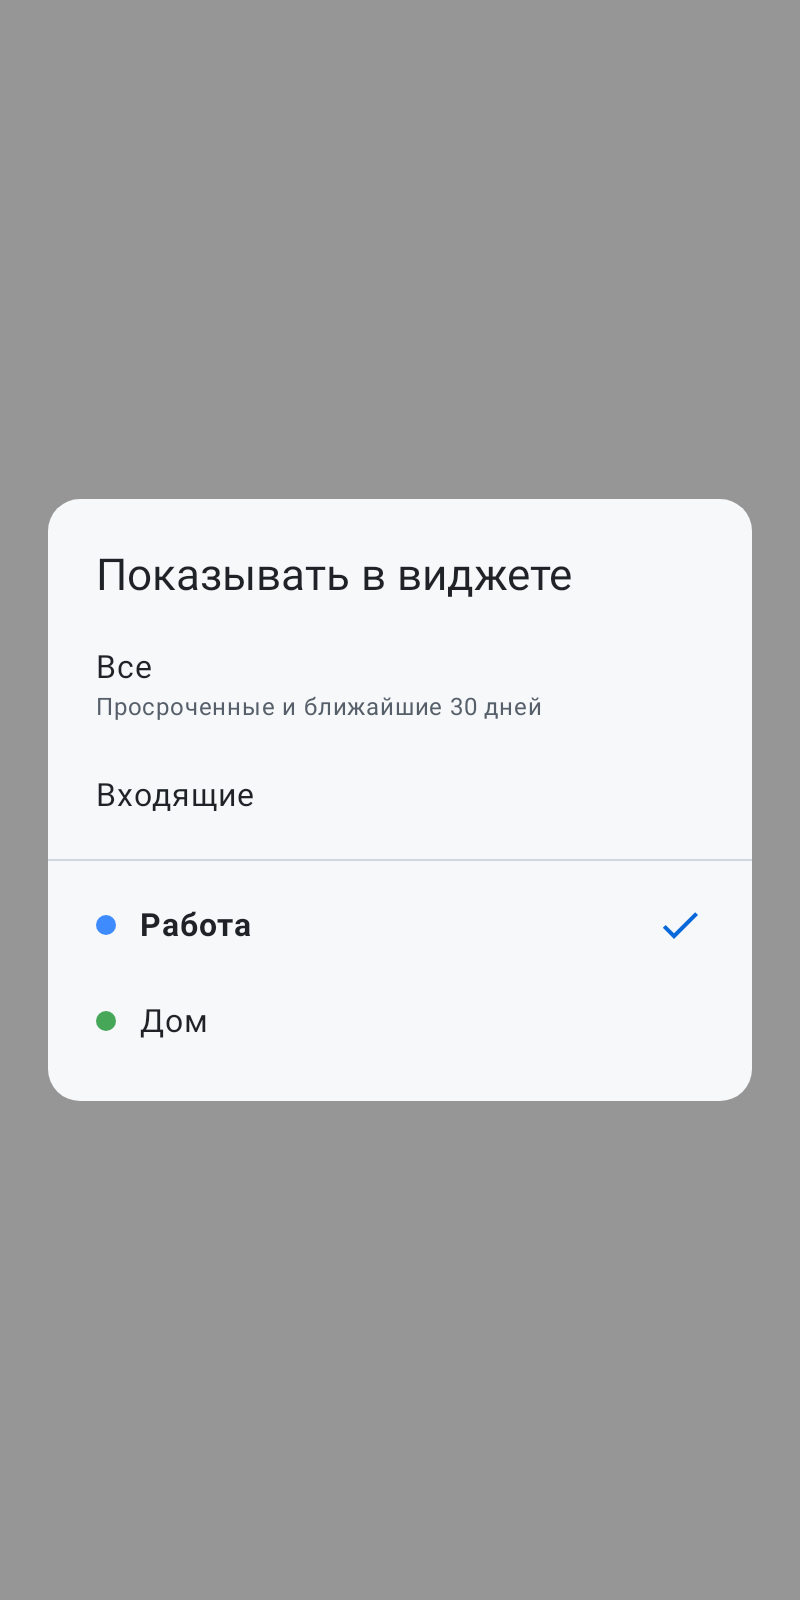 Показывать в виджете
Все
Просроченные и ближайшие 30 дней
Входящие
Работа
Дом